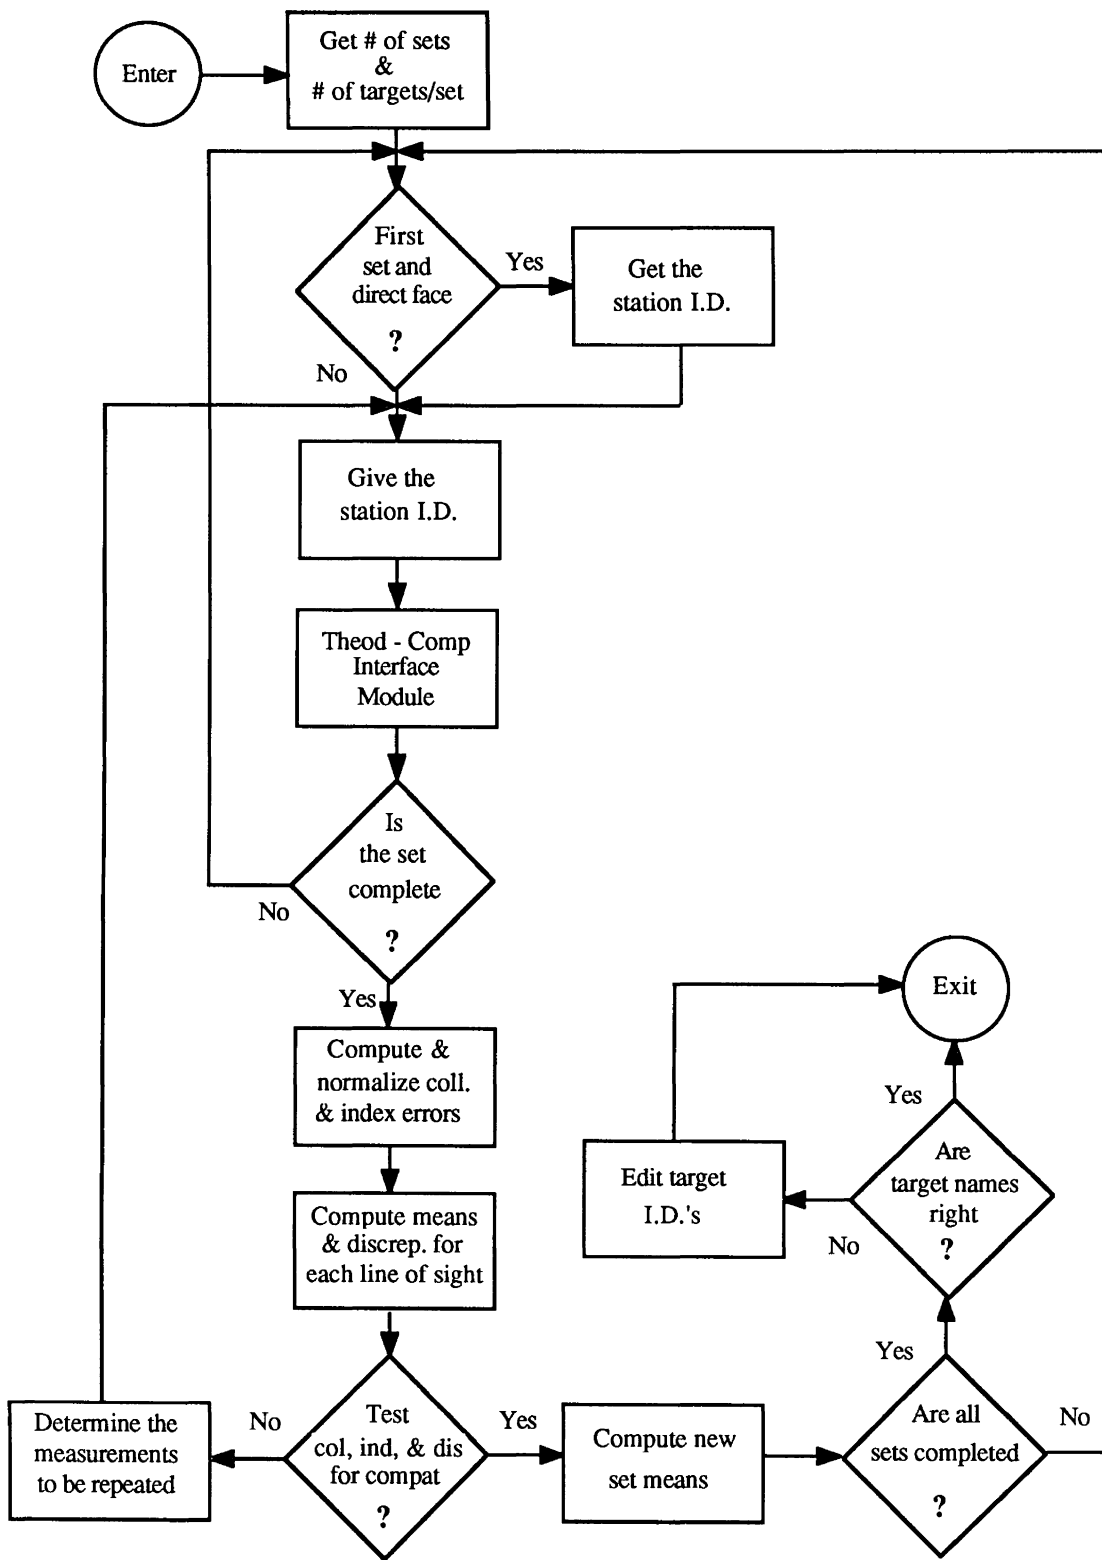 Enter
Get # of sets
&
# of targets/set
First
set and
direct face
?
Yes
Get the
station I.D.
No
Give the
station I.D.
Theod - Comp
Interface
Module
Is
the set
complete
?
No
Yes
Compute &
normalize coll.
& index errors
Compute means
& discrep. for
each line of sight
Test
col, ind, & dis
for compat
?
No
Determine the
measurements
to be repeated
Yes
Compute new
set means
Are all
sets completed
?
No
Yes
Are
target names
right
?
No
Edit target
I.D.'s
Yes
Exit